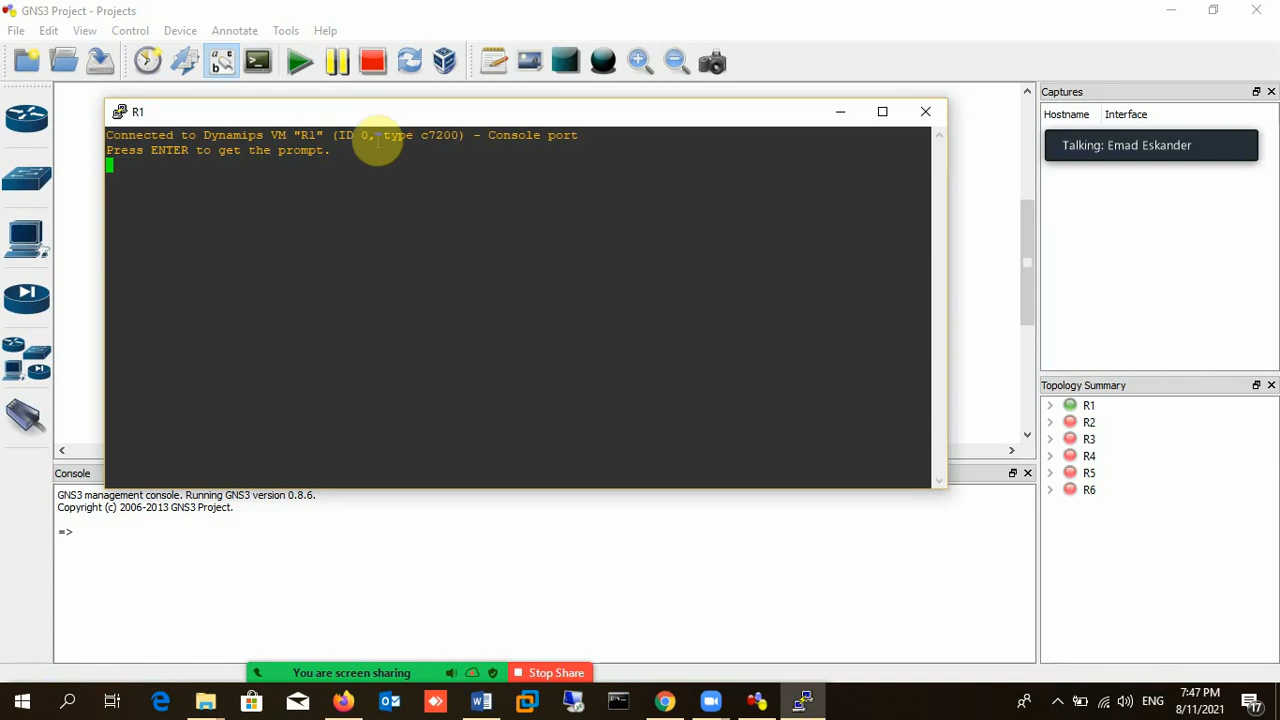 GNS3 Project - Projects
File Edit View Control Device Annotate Tools Help
R1
Connected to Dynamips VM "R1" (ID 0, type c7200) - Console port
Press ENTER to get the prompt.
Captures
Hostname Interface
Talking: Emad Eskander
Topology Summary
R1
R2
R3
R4
R5
R6
Console
GNS3 management console. Running GNS3 version 0.8.6.
Copyright (c) 2006-2013 GNS3 Project.
=>
You are screen sharing Stop Share
ENG
7:47 PM
8/11/2021
17